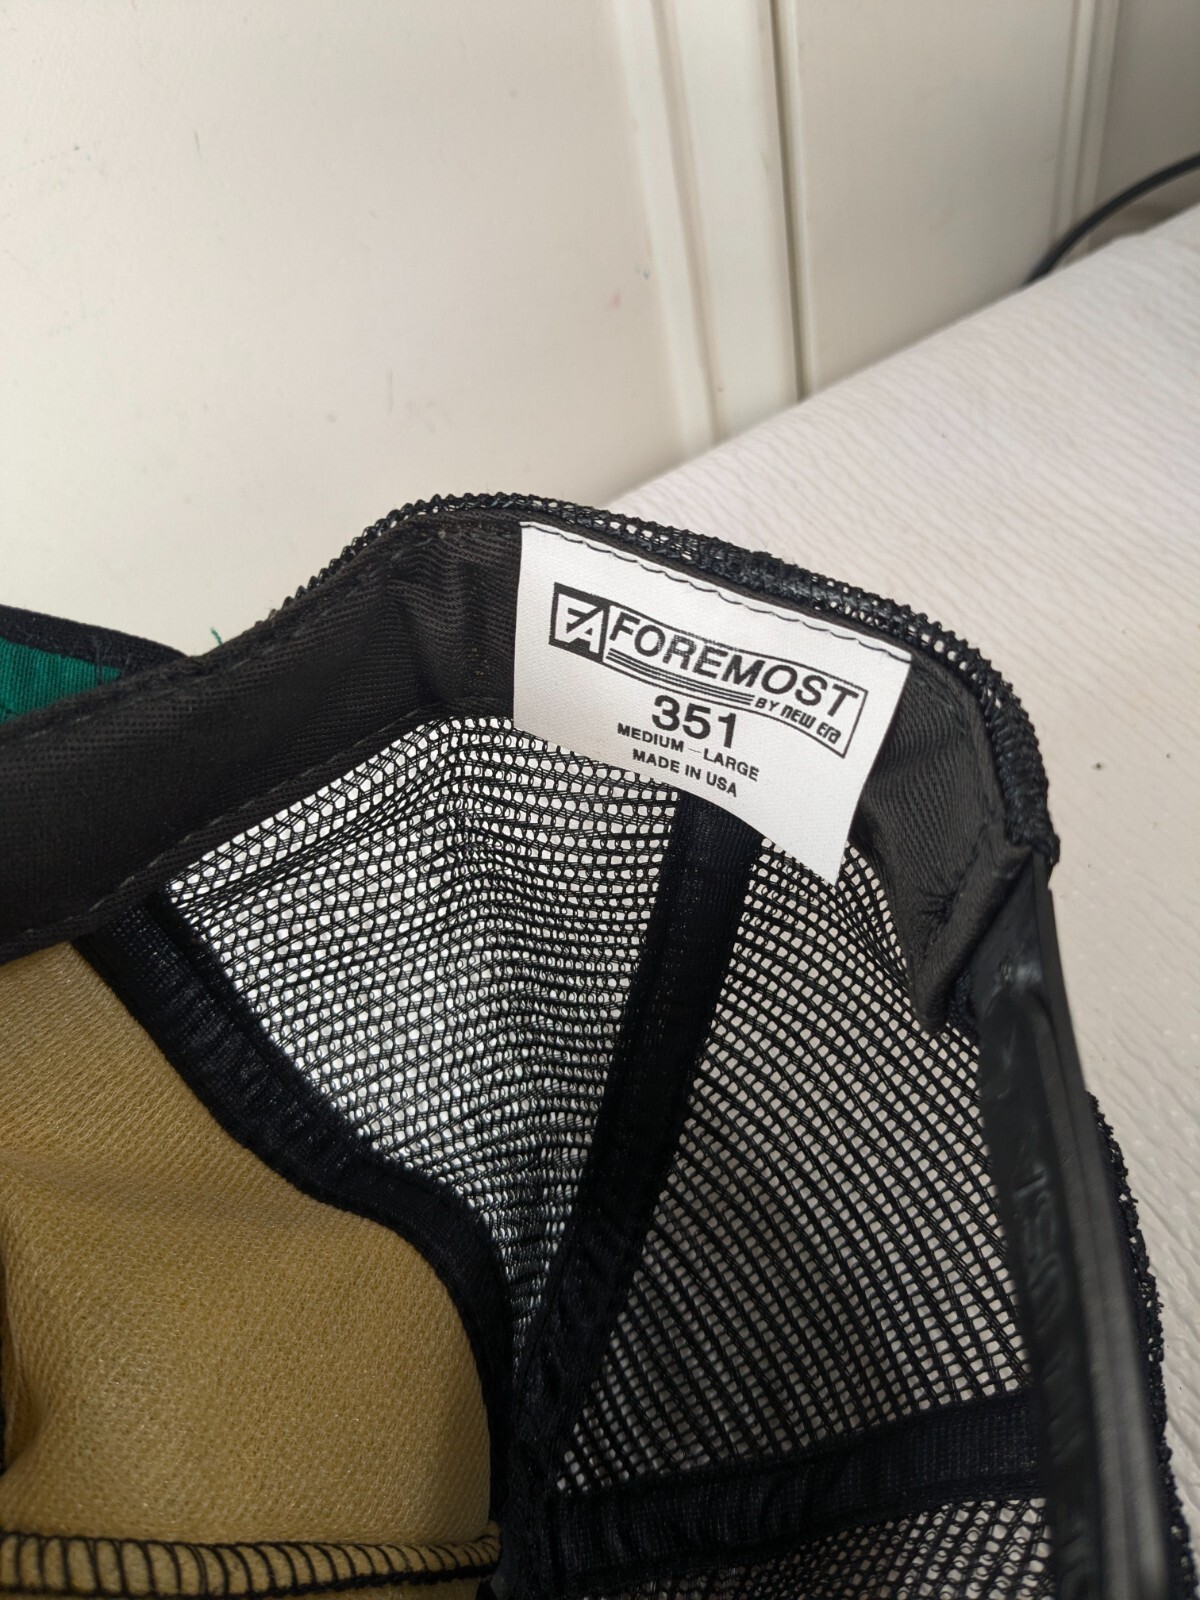 FA FOREMOST
BY NEW ERA
351
MEDIUM-LARGE
MADE IN USA